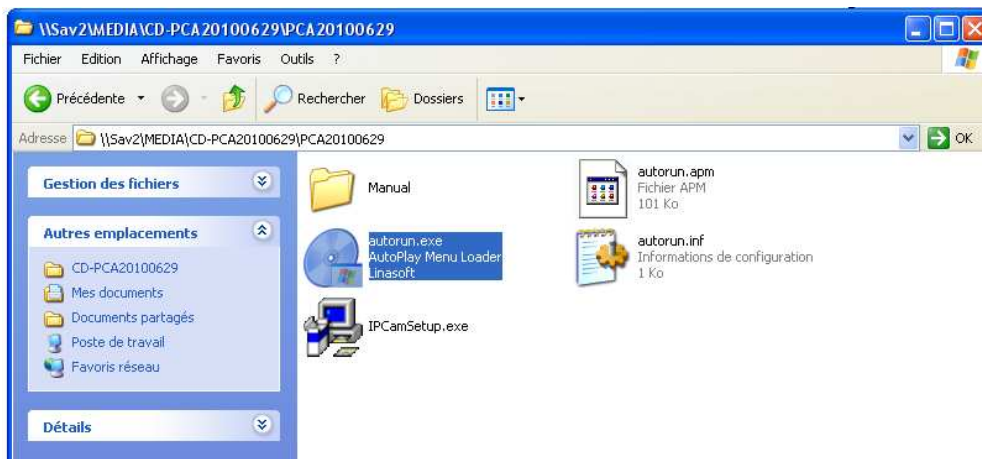 \\Sav2\MEDIA\CD-PCA20100629\PCA20100629
Fichier Edition Affichage Favoris Outils ?
Précédente Rechercher Dossiers
Adresse \\Sav2\MEDIA\CD-PCA20100629\PCA20100629 OK
Gestion des fichiers
Autres emplacements
CD-PCA20100629
Mes documents
Documents partagés
Poste de travail
Favoris réseau
Détails
Manual
autorun.apm
Fichier APM
101 Ko
autorun.exe
AutoPlay Menu Loader
Linasoft
autorun.inf
Informations de configuration
1 Ko
IPCamSetup.exe